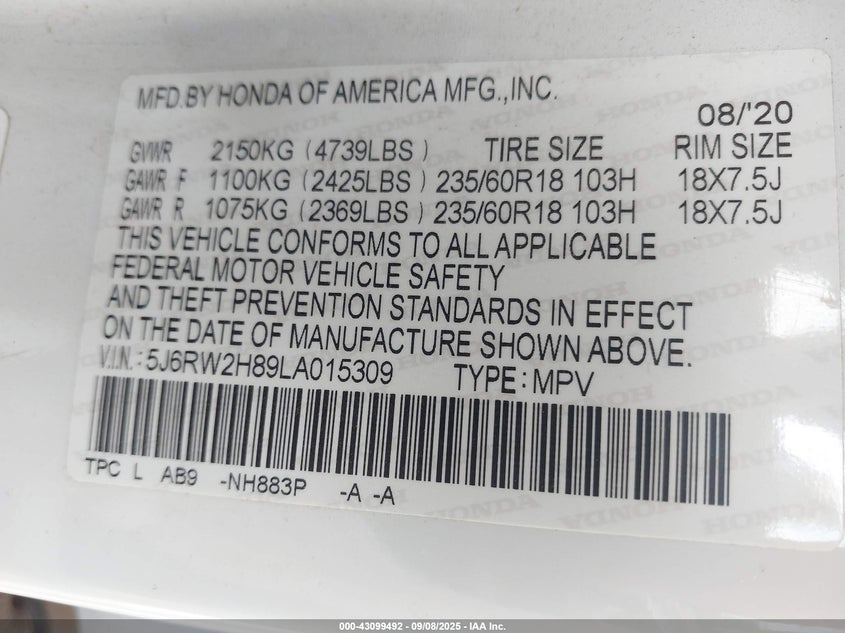 MFD.BY HONDA OF AMERICA MFG.,INC.
08/'20
GVWR 2150KG (4739LBS) TIRE SIZE RIM SIZE
GAWR F 1100KG (2425LBS) 235/60R18 103H 18X7.5J
GAWR R 1075KG (2369LBS) 235/60R18 103H 18X7.5J
THIS VEHICLE CONFORMS TO ALL APPLICABLE
FEDERAL MOTOR VEHICLE SAFETY
AND THEFT PREVENTION STANDARDS IN EFFECT
ON THE DATE OF MANUFACTURE SHOWN ABOVE.
V.I.N.: 5J6RW2H89LA015309 TYPE: MPV
TPC L AB9 -NH883P -A -A
000-43099492 - 09/08/2025 - IAA Inc.